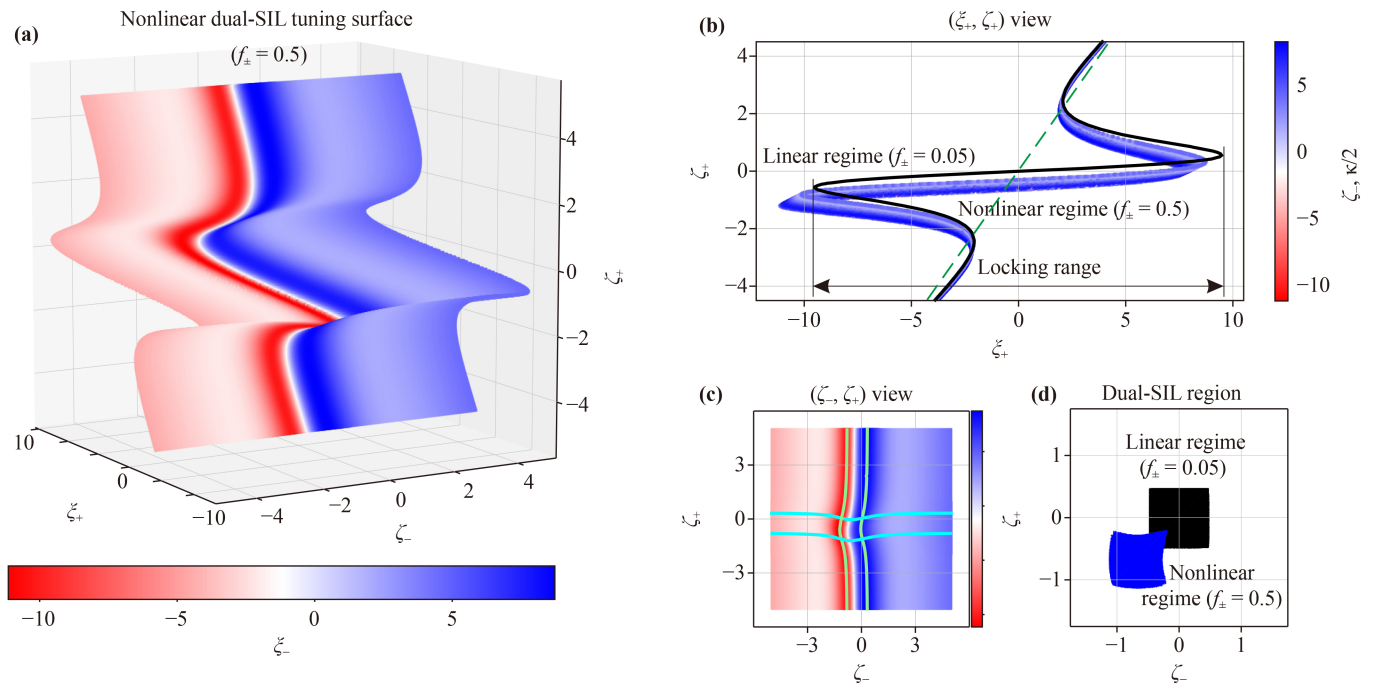 Nonlinear dual-SIL tuning surface
(a)
(f± = 0.5)
4
2
0
−2
−4
ζ+
10
0
−10
ξ+
−4
−2
0
2
4
ζ−
−10
−5
0
5
ξ−
(b)
(ξ+, ζ+) view
4
2
0
−2
−4
ζ+
Linear regime (f± = 0.05)
Nonlinear regime (f± = 0.5)
Locking range
−10
−5
0
5
10
ξ+
5
0
−5
−10
ζ−, κ/2
(c)
(ζ−, ζ+) view
3
0
−3
ζ+
−3
0
3
ζ−
(d)
Dual-SIL region
Linear regime
(f± = 0.05)
1
0
−1
ζ+
Nonlinear
regime (f± = 0.5)
−1
0
1
ζ−